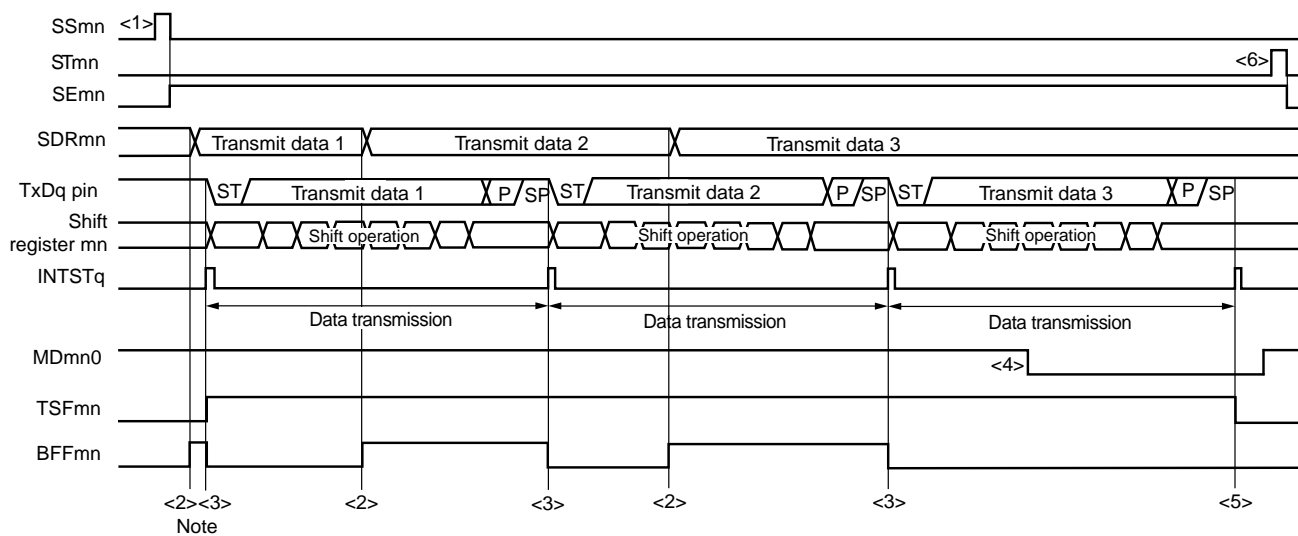 SSmn <1>
STmn <6>
SEmn
SDRmn Transmit data 1 Transmit data 2 Transmit data 3
TxDq pin ST Transmit data 1 P SP ST Transmit data 2 P SP ST Transmit data 3 P SP
Shift
register mn Shift operation Shift operation Shift operation
INTSTq
Data transmission Data transmission Data transmission
MDmn0 <4>
TSFmn
BFFmn
<2><3> <2> <3> <2> <3> <5>
Note